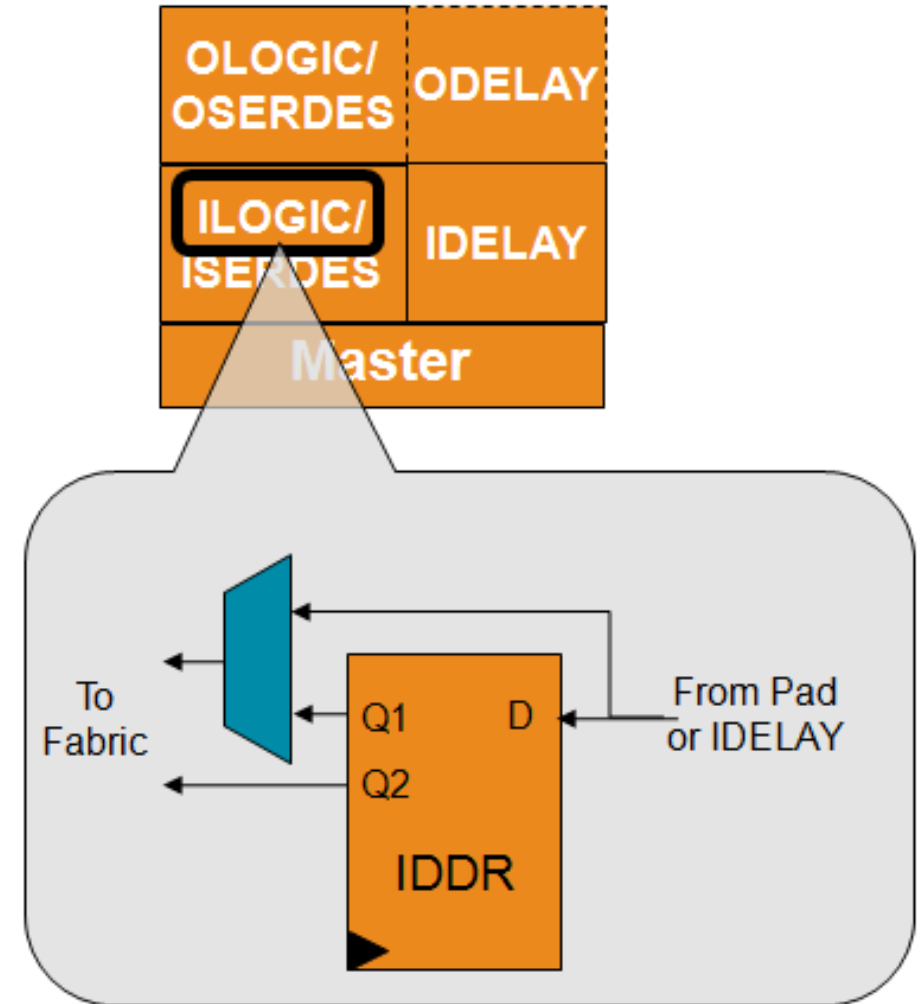 OLOGIC/
OSERDES
ODELAY
ILOGIC/
ISERDES
IDELAY
Master
To
Fabric
Q1
D
Q2
IDDR
From Pad
or IDELAY